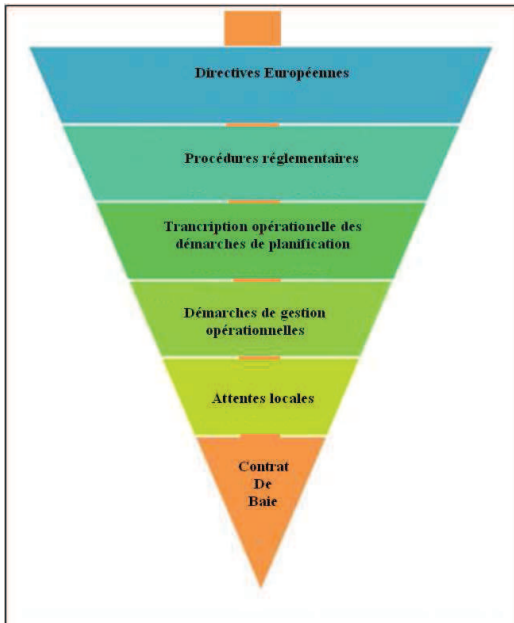 Directives Européennes
Procédures réglementaires
Trancription opérationelle des
démarches de planification
Démarches de gestion
opérationnelles
Attentes locales
Contrat
De
Baie